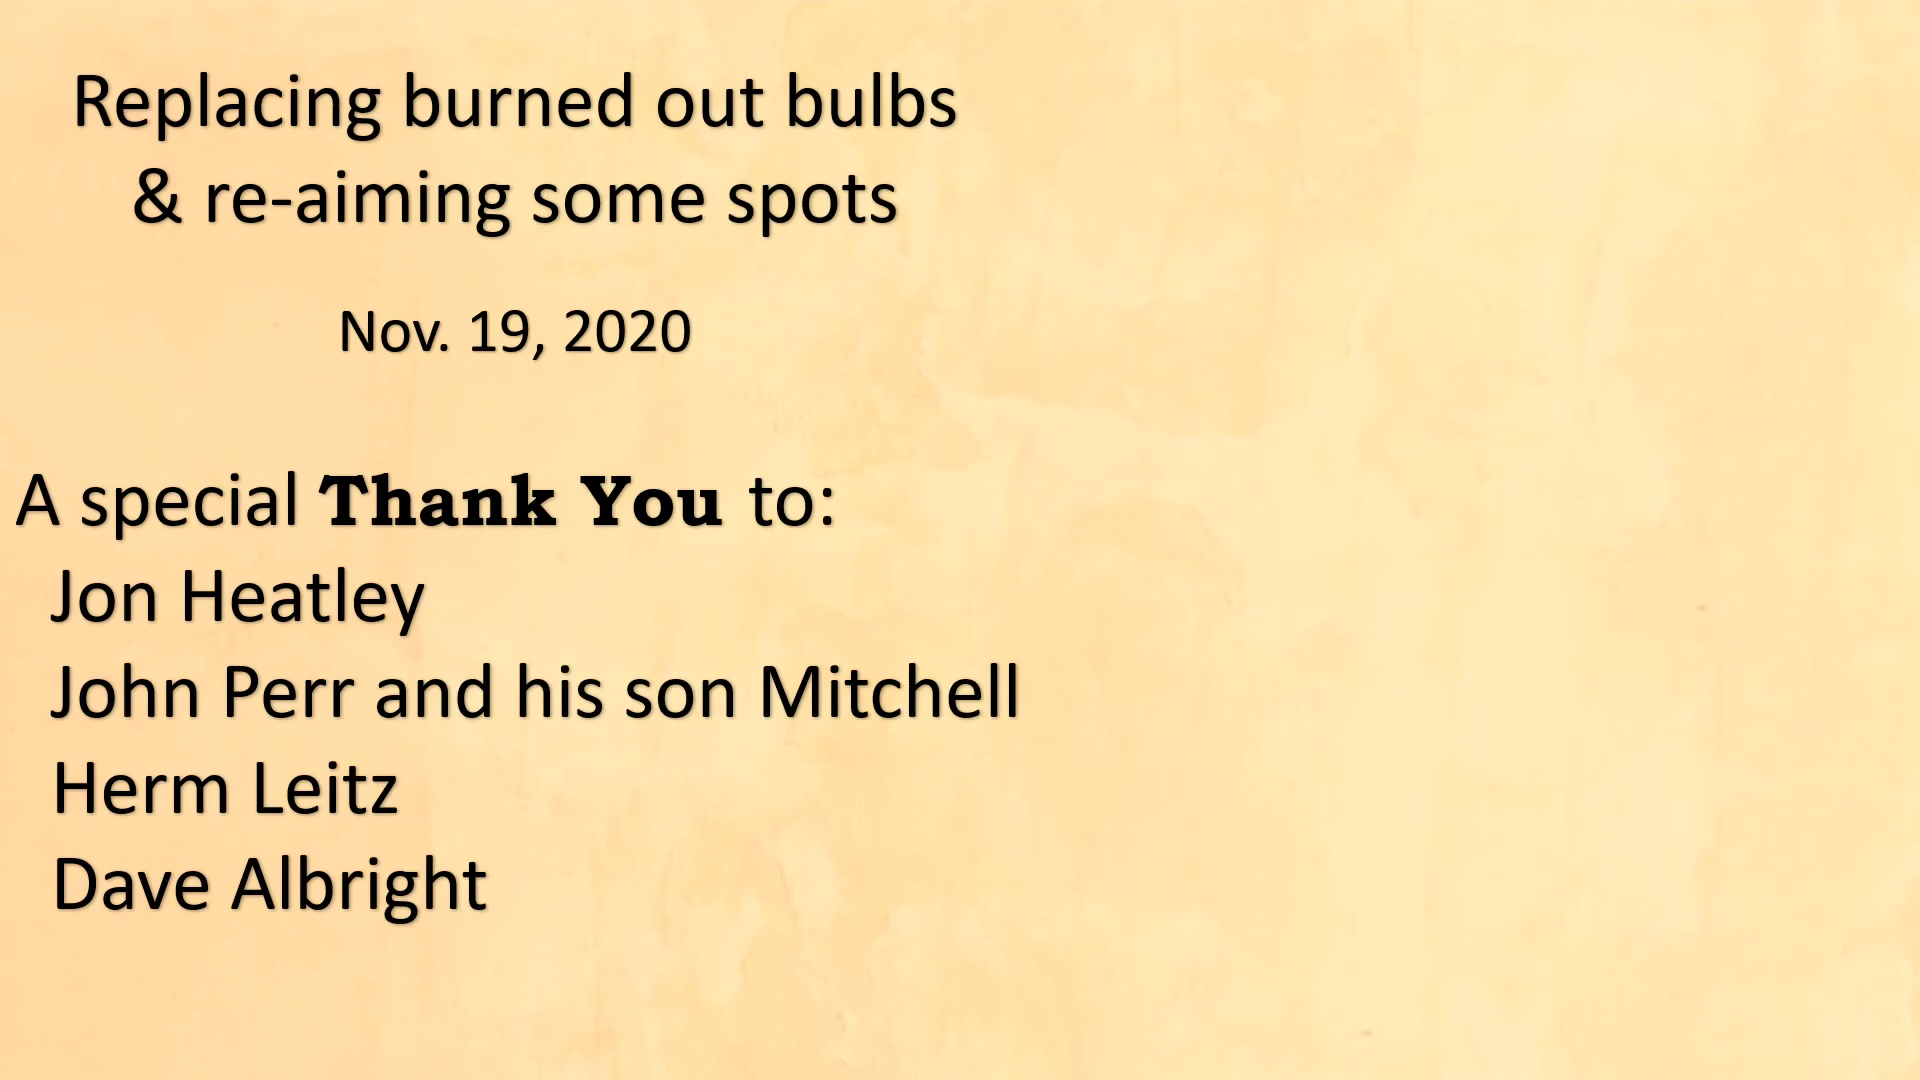 Replacing burned out bulbs
& re-aiming some spots
Nov. 19, 2020
A special Thank You to:
Jon Heatley
John Perr and his son Mitchell
Herm Leitz
Dave Albright